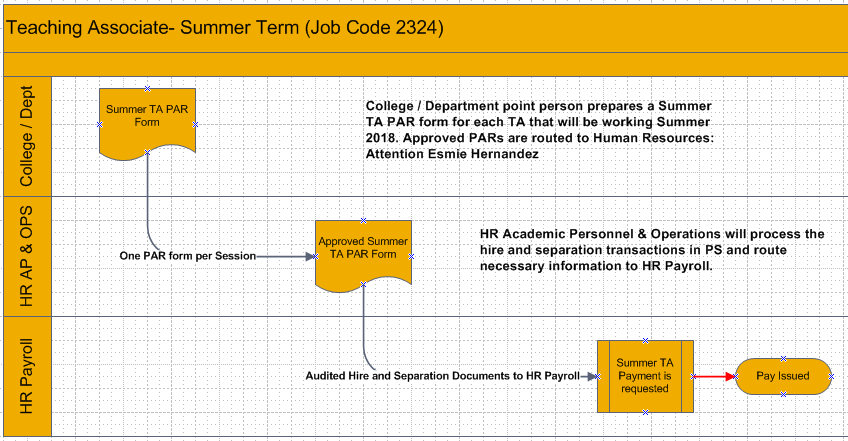 Teaching Associate- Summer Term (Job Code 2324)
College / Dept
Summer TA PAR
Form
College / Department point person prepares a Summer
TA PAR form for each TA that will be working Summer
2018. Approved PARs are routed to Human Resources:
Attention Esmie Hernandez
HR AP & OPS
One PAR form per Session
Approved Summer
TA PAR Form
HR Academic Personnel & Operations will process the
hire and separation transactions in PS and route
necessary information to HR Payroll.
HR Payroll
Audited Hire and Separation Documents to HR Payroll
Summer TA
Payment is
requested
Pay Issued